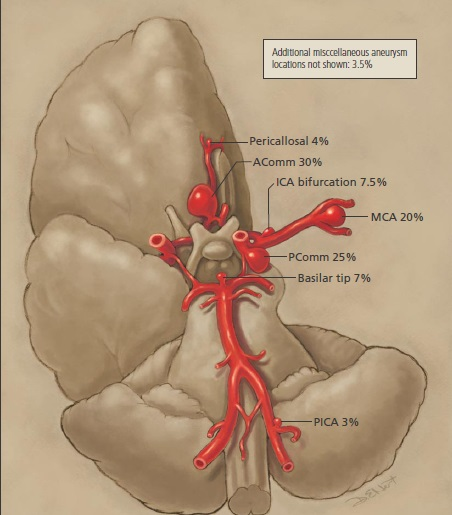 Additional misccellaneous aneurysm
locations not shown: 3.5%
Pericallosal 4%
AComm 30%
ICA bifurcation 7.5%
MCA 20%
PComm 25%
Basilar tip 7%
PICA 3%